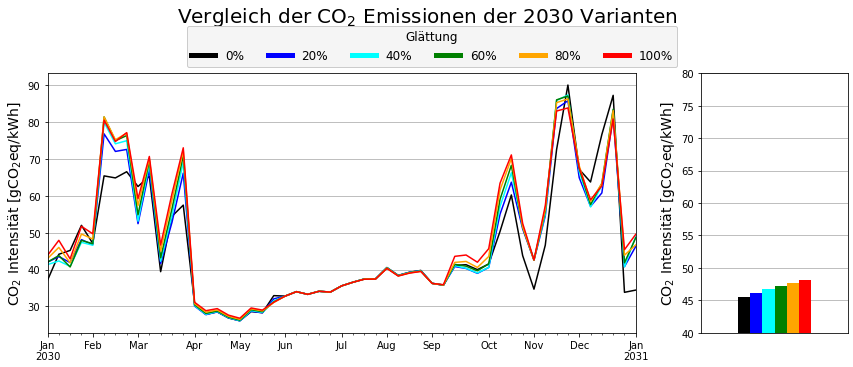 Vergleich der CO₂ Emissionen der 2030 Varianten
Glättung
0% 20% 40% 60% 80% 100%
CO₂ Intensität [gCO₂eq/kWh]
90
80
70
60
50
40
30
Jan Feb Mar Apr May Jun Jul Aug Sep Oct Nov Dec Jan
2030 2031
CO₂ Intensität [gCO₂eq/kWh]
80
75
70
65
60
55
50
45
40